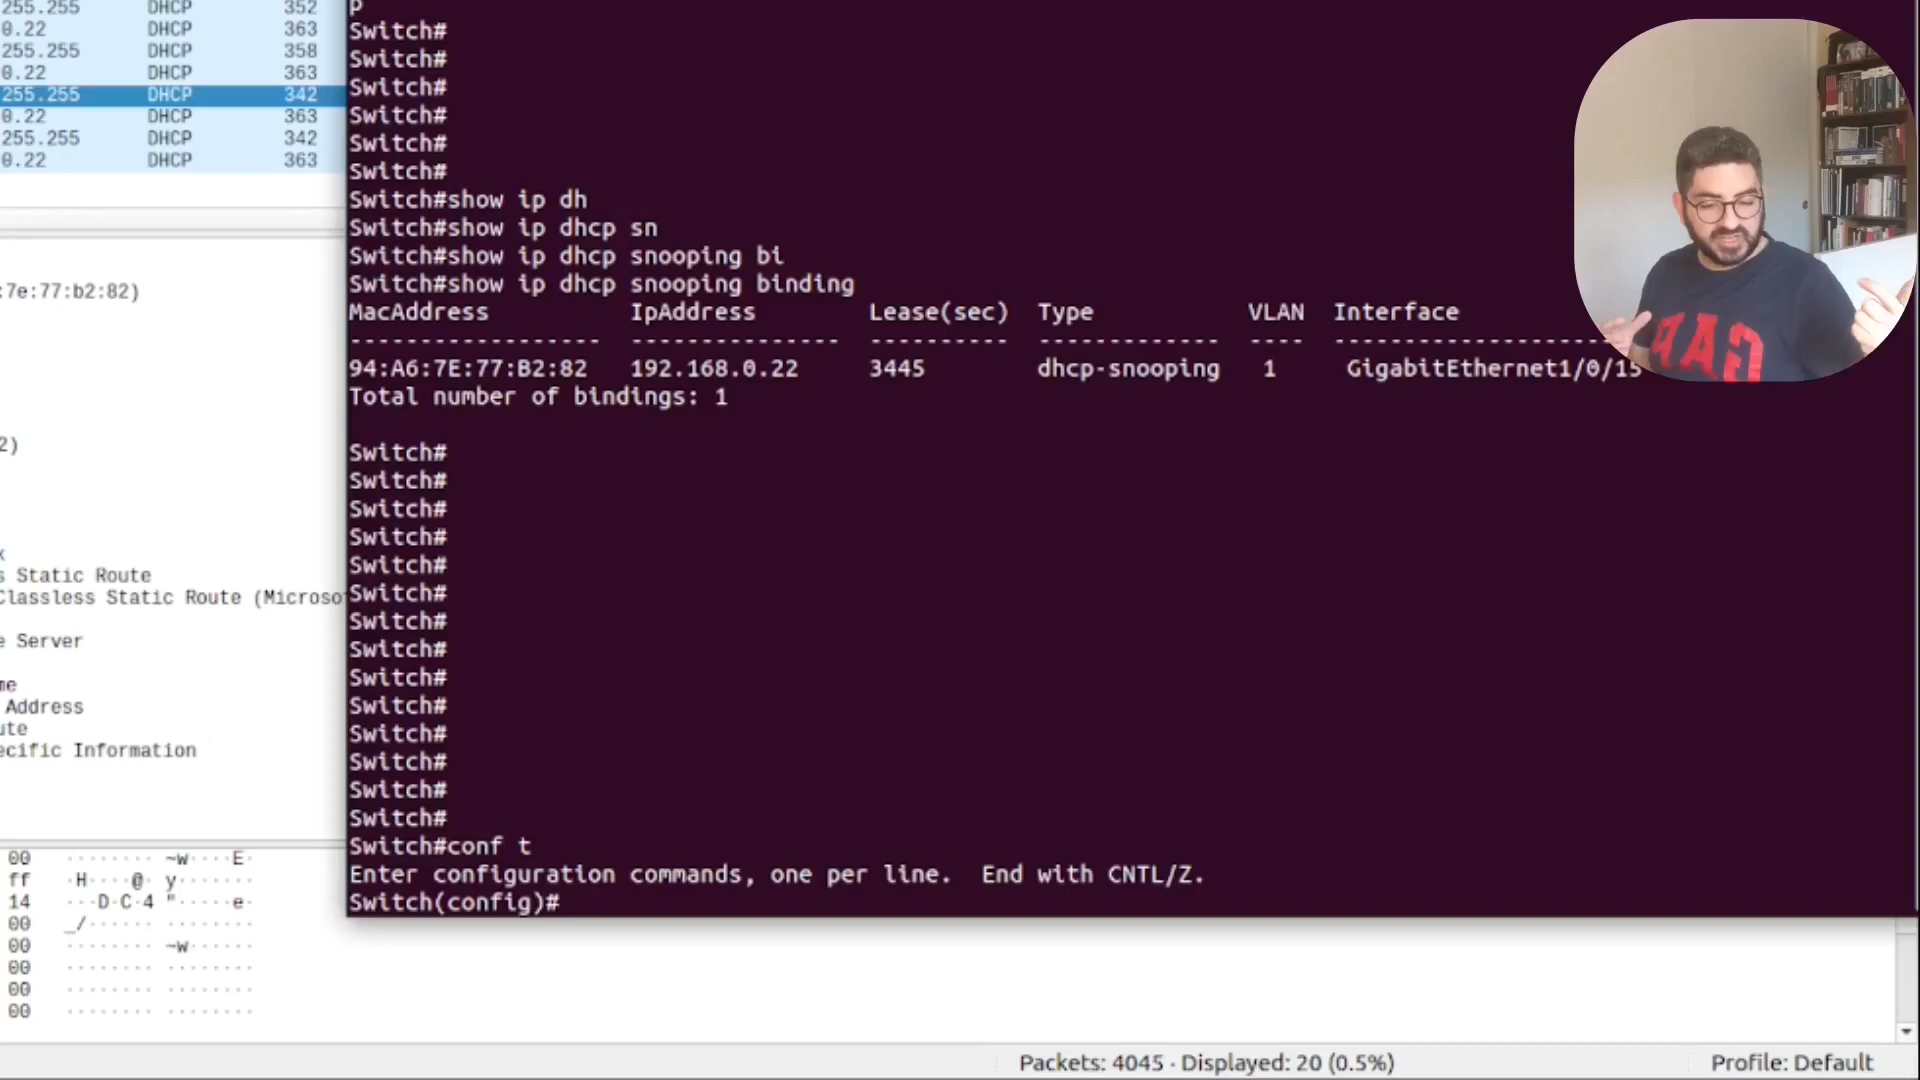 255.255 DHCP 352
0.22 DHCP 363
255.255 DHCP 358
0.22 DHCP 363
255.255 DHCP 342
0.22 DHCP 363
255.255 DHCP 342
0.22 DHCP 363
:7e:77:b2:82)
2)
x
s Static Route
Classless Static Route (Microso
e Server
me
Address
ute
ecific Information
00 ········ ~w····E·
ff ·H····@· y·······
14 ···D·C·4 "·····e·
00 _/······ ········
00 ········ ~w······
00 ········ ········
00 ········ ········
00 ········ ········
p
Switch#
Switch#
Switch#
Switch#
Switch#
Switch#
Switch#show ip dh
Switch#show ip dhcp sn
Switch#show ip dhcp snooping bi
Switch#show ip dhcp snooping binding
MacAddress IpAddress Lease(sec) Type VLAN Interface
------------------ --------------- ---------- ------------- ---- --------------------
94:A6:7E:77:B2:82 192.168.0.22 3445 dhcp-snooping 1 GigabitEthernet1/0/15
Total number of bindings: 1
Switch#
Switch#
Switch#
Switch#
Switch#
Switch#
Switch#
Switch#
Switch#
Switch#
Switch#
Switch#
Switch#
Switch#
Switch#conf t
Enter configuration commands, one per line. End with CNTL/Z.
Switch(config)#
GAP
Packets: 4045 · Displayed: 20 (0.5%) Profile: Default